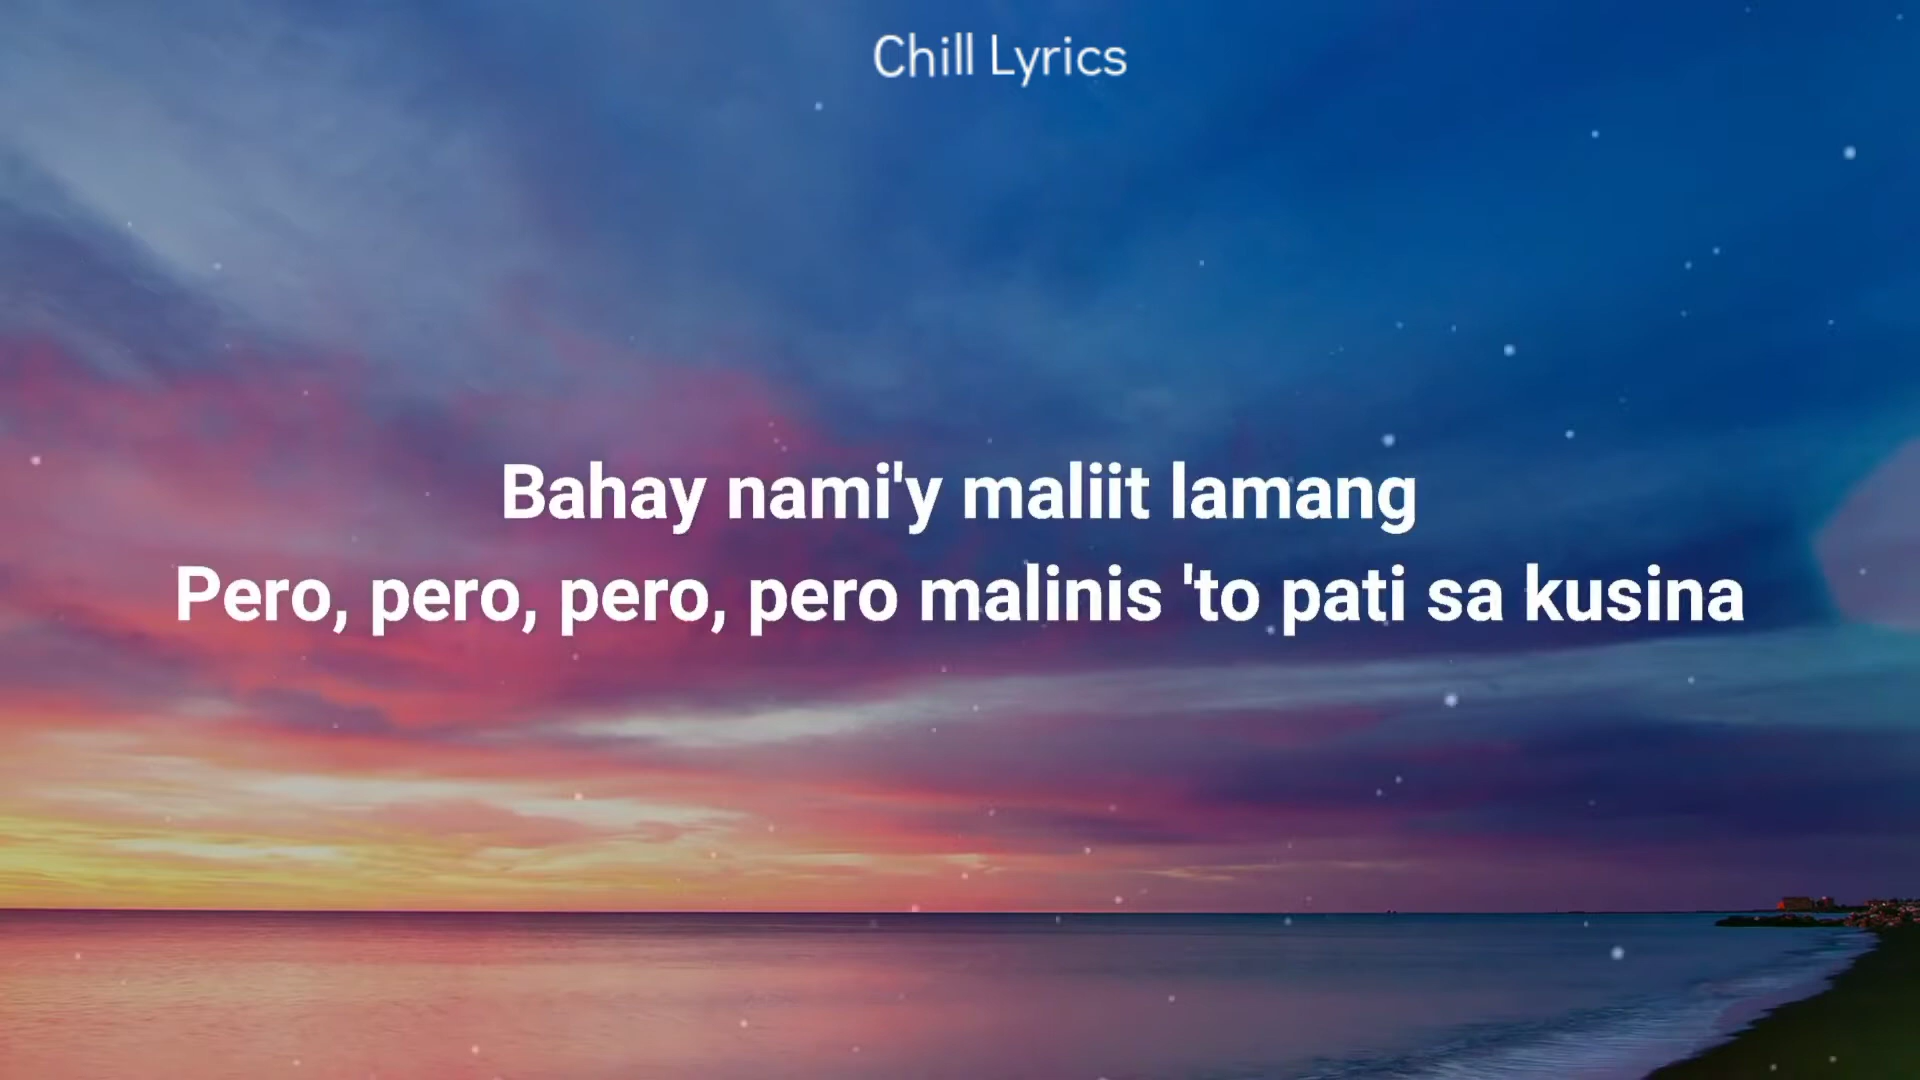 Chill Lyrics
Bahay nami'y maliit lamang
Pero, pero, pero, pero malinis 'to pati sa kusina